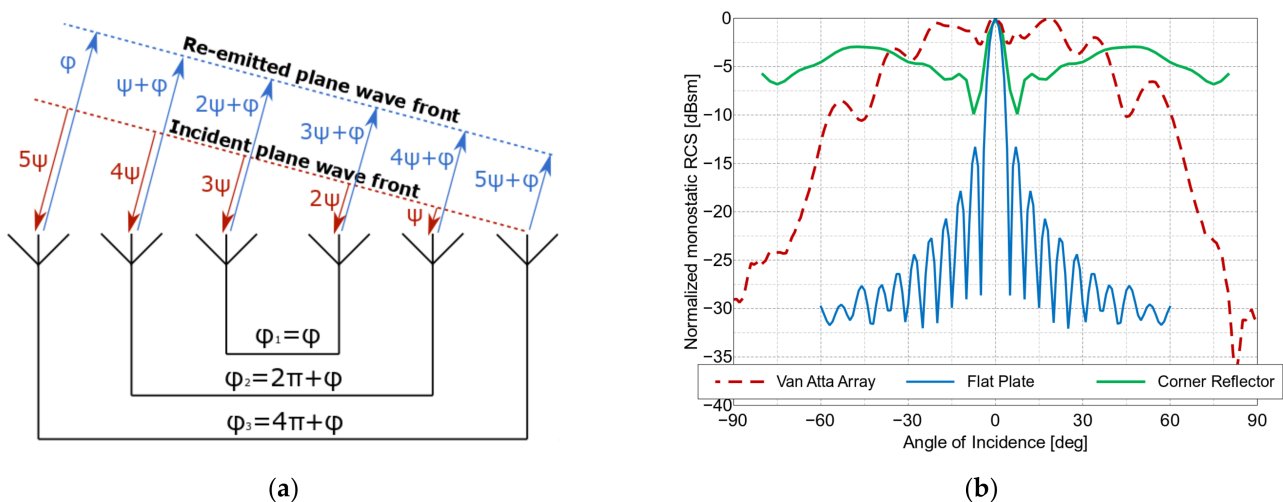 Re-emitted plane wave front
Incident plane wave front
φ
ψ+φ
2ψ+φ
3ψ+φ
4ψ+φ
5ψ+φ
5ψ
4ψ
3ψ
2ψ
ψ
φ₁=φ
φ₂=2π+φ
φ₃=4π+φ
(a)
Normalized monostatic RCS [dBsm]
0
−5
−10
−15
−20
−25
−30
−35
−40
Van Atta Array
Flat Plate
Corner Reflector
−90
−60
−30
0
30
60
90
Angle of Incidence [deg]
(b)